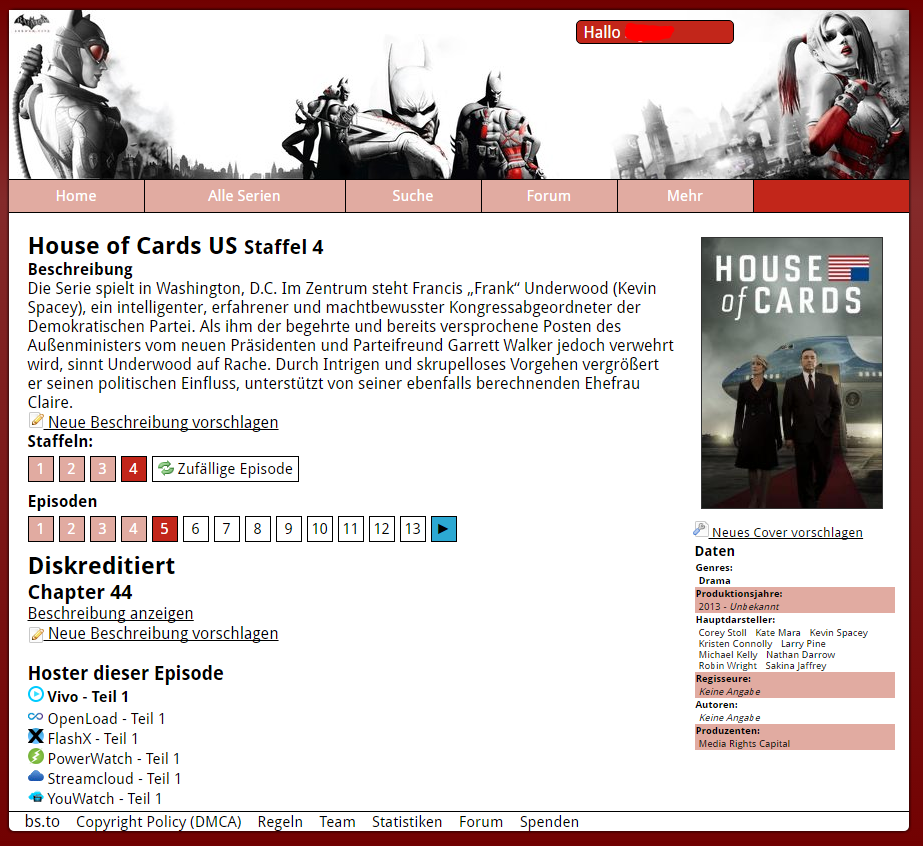 Hallo
Home
Alle Serien
Suche
Forum
Mehr
House of Cards US Staffel 4
Beschreibung
Die Serie spielt in Washington, D.C. Im Zentrum steht Francis „Frank“ Underwood (Kevin
Spacey), ein intelligenter, erfahrener und machtbewusster Kongressabgeordneter der
Demokratischen Partei. Als ihm der begehrte und bereits versprochene Posten des
Außenministers vom neuen Präsidenten und Parteifreund Garrett Walker jedoch verwehrt
wird, sinnt Underwood auf Rache. Durch Intrigen und skrupelloses Vorgehen vergrößert
er seinen politischen Einfluss, unterstützt von seiner ebenfalls berechnenden Ehefrau
Claire.
Neue Beschreibung vorschlagen
Staffeln:
1 2 3 4 Zufällige Episode
Episoden
1 2 3 4 5 6 7 8 9 10 11 12 13 ►
Diskreditiert
Chapter 44
Beschreibung anzeigen
Neue Beschreibung vorschlagen
Hoster dieser Episode
Vivo - Teil 1
OpenLoad - Teil 1
FlashX - Teil 1
PowerWatch - Teil 1
Streamcloud - Teil 1
YouWatch - Teil 1
HOUSE
of CARDS
Neues Cover vorschlagen
Daten
Genres:
Drama
Produktionsjahre:
2013 - Unbekannt
Hauptdarsteller:
Corey Stoll Kate Mara Kevin Spacey
Kristen Connolly Larry Pine
Michael Kelly Nathan Darrow
Robin Wright Sakina Jaffrey
Regisseure:
Keine Angabe
Autoren:
Keine Angabe
Produzenten:
Media Rights Capital
bs.to Copyright Policy (DMCA) Regeln Team Statistiken Forum Spenden